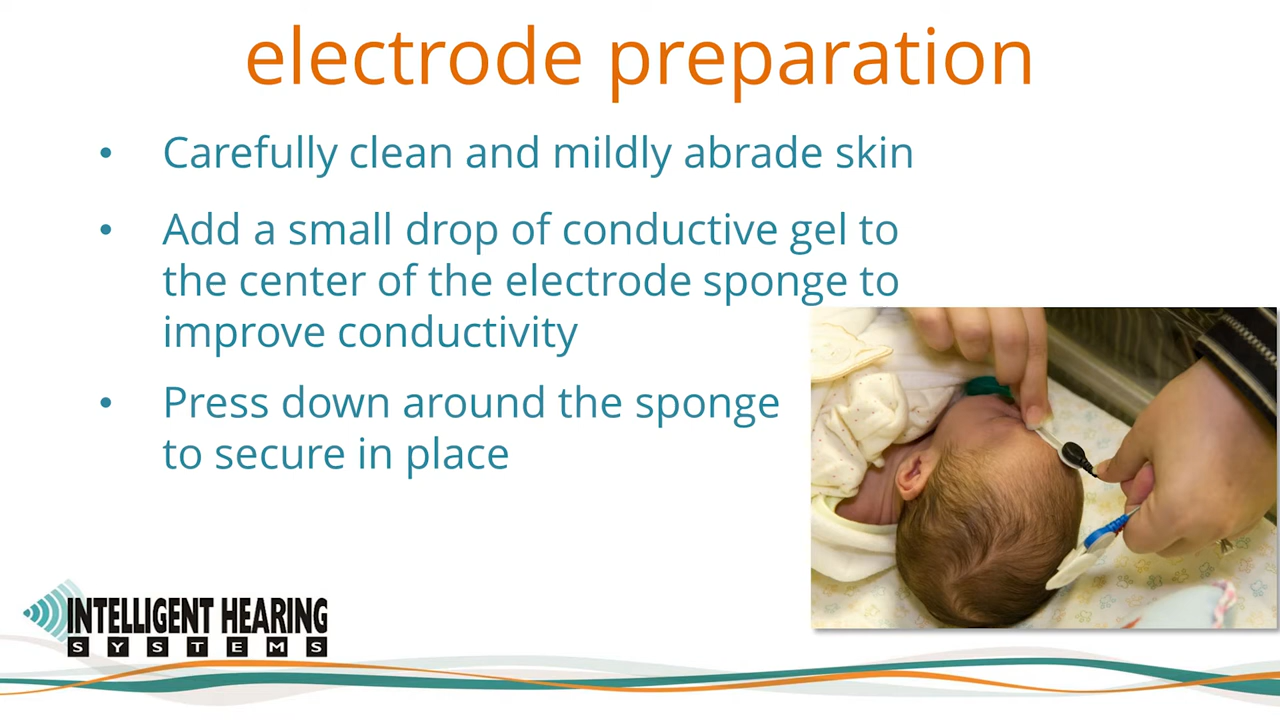 electrode preparation
• Carefully clean and mildly abrade skin
• Add a small drop of conductive gel to
the center of the electrode sponge to
improve conductivity
• Press down around the sponge
to secure in place
INTELLIGENT HEARING
SYSTEMS